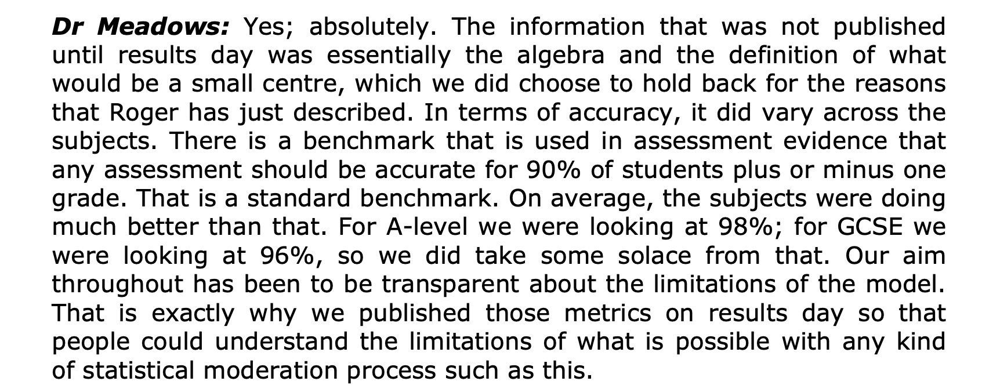 Dr Meadows: Yes; absolutely. The information that was not published
until results day was essentially the algebra and the definition of what
would be a small centre, which we did choose to hold back for the reasons
that Roger has just described. In terms of accuracy, it did vary across the
subjects. There is a benchmark that is used in assessment evidence that
any assessment should be accurate for 90% of students plus or minus one
grade. That is a standard benchmark. On average, the subjects were doing
much better than that. For A-level we were looking at 98%; for GCSE we
were looking at 96%, so we did take some solace from that. Our aim
throughout has been to be transparent about the limitations of the model.
That is exactly why we published those metrics on results day so that
people could understand the limitations of what is possible with any kind
of statistical moderation process such as this.